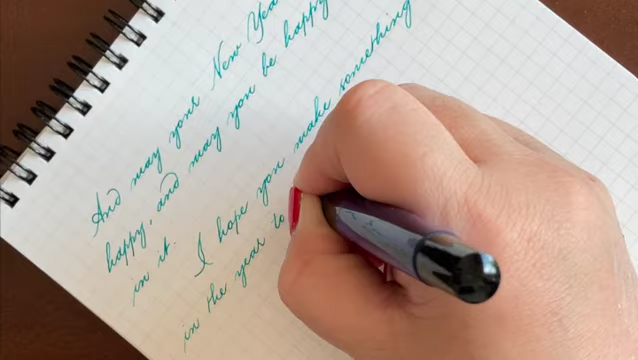 And may your New Year
happy, and may you be happy
in it.
I hope you make something
in the year to